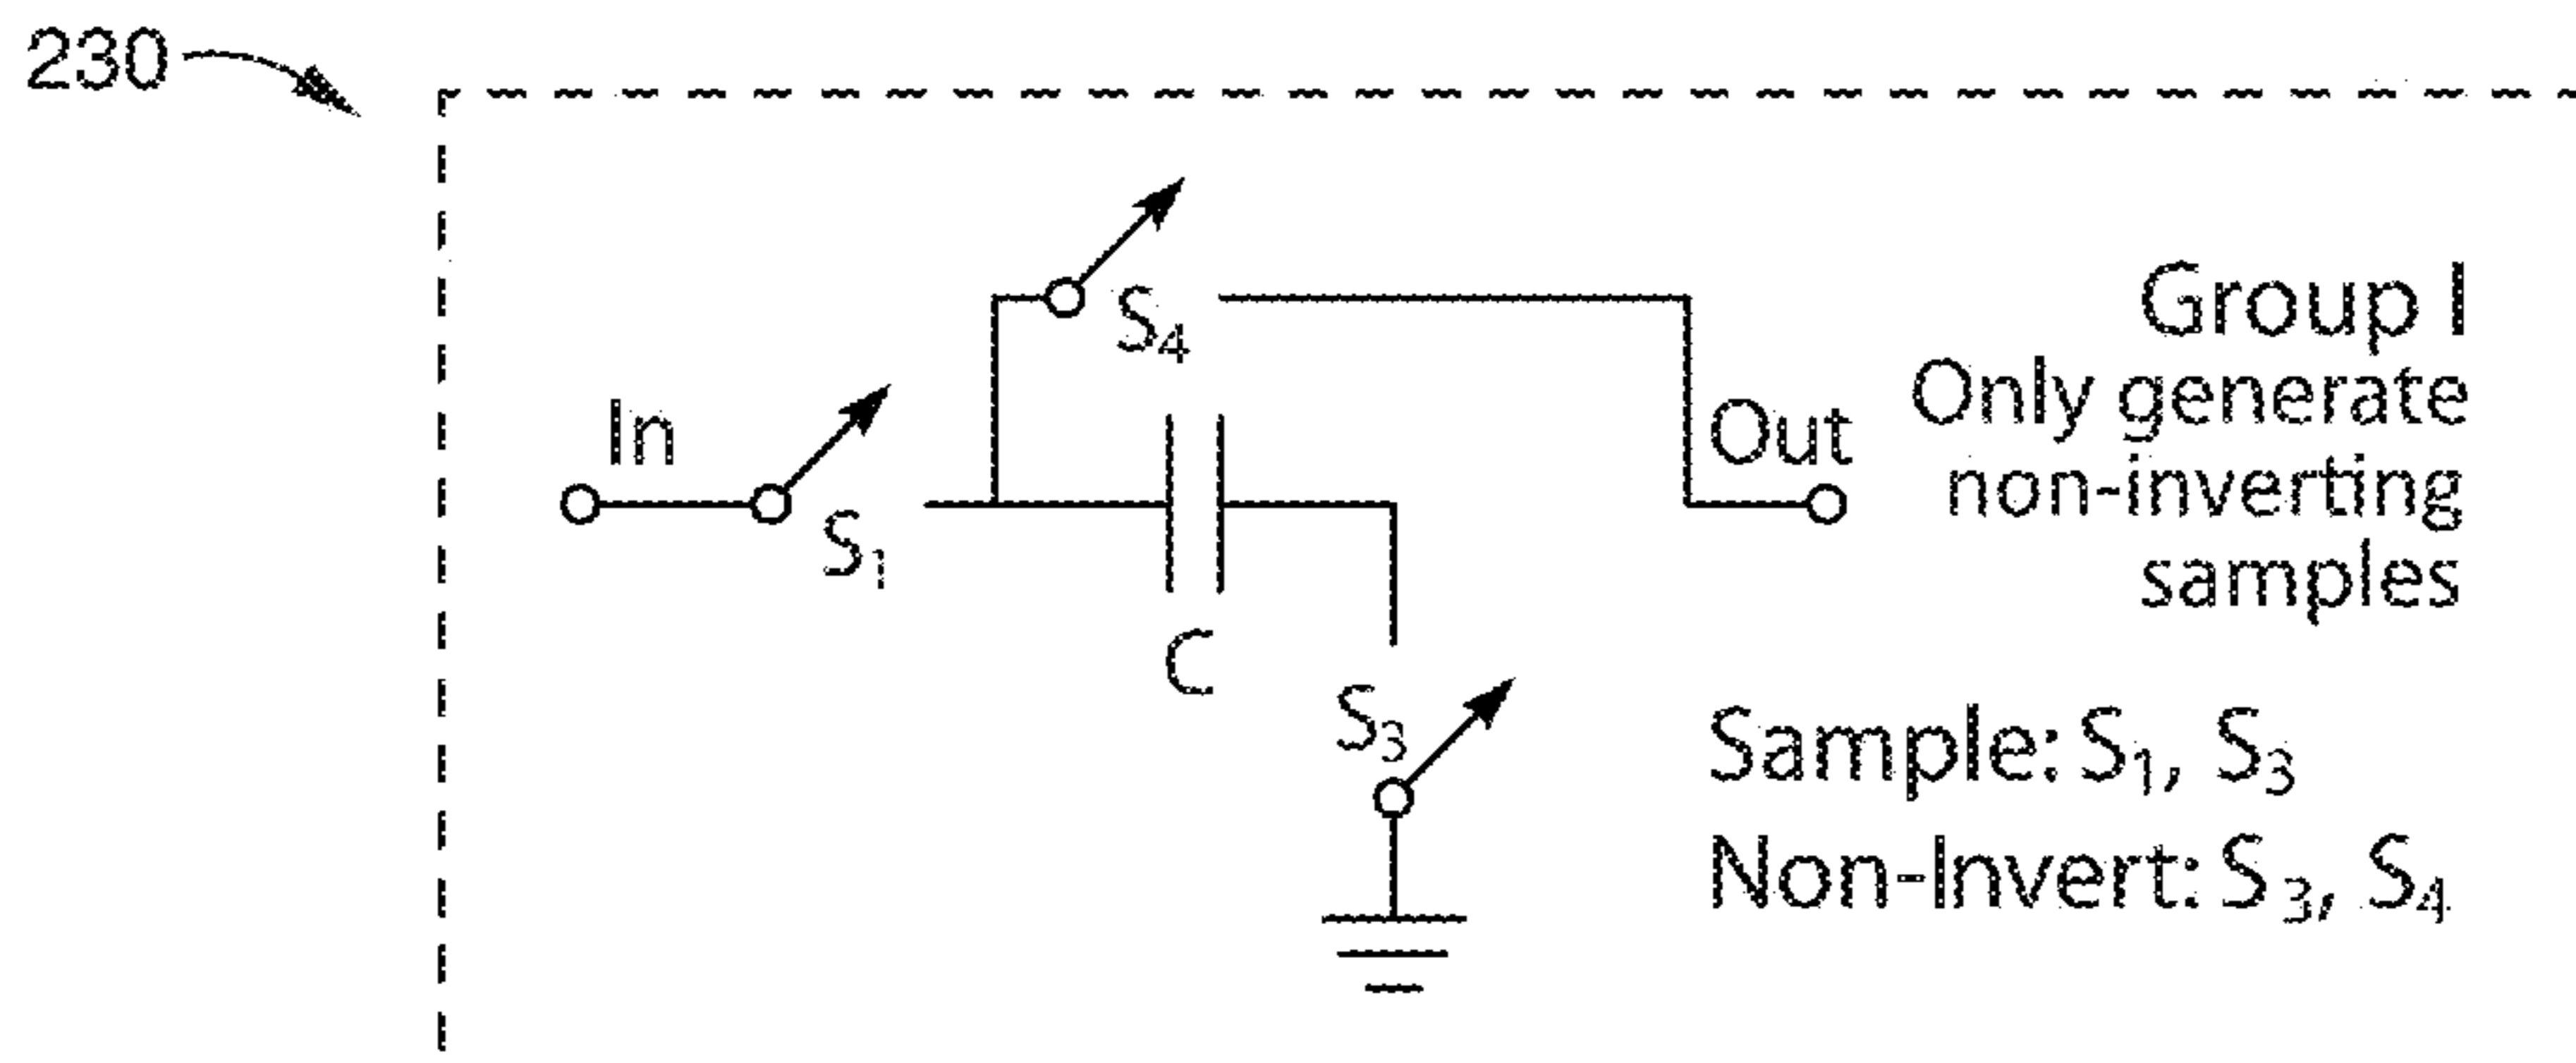 230
S₄
Group I
In
Out
Only generate
non-inverting
samples
S₁
C
S₃
Sample: S₁, S₃
Non-Invert: S₃, S₄